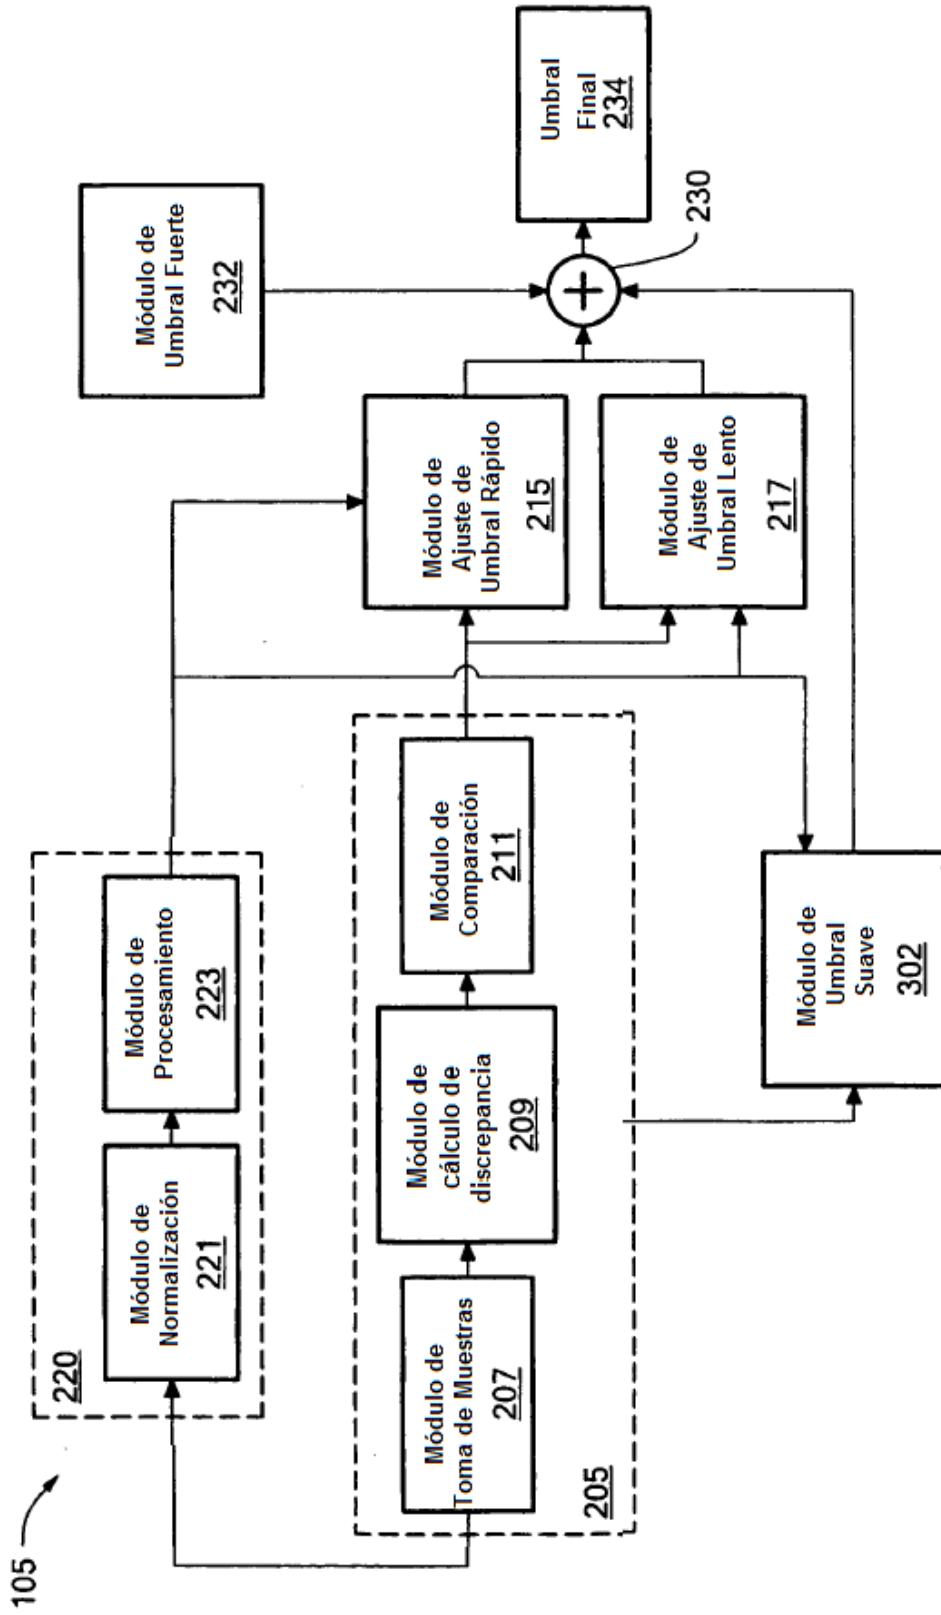 105
220
Módulo de
Normalización
221
Módulo de
Procesamiento
223
Módulo de
Umbral Fuerte
232
205
Módulo de
Toma de Muestras
207
Módulo de
cálculo de
discrepancia
209
Módulo de
Comparación
211
Módulo de
Ajuste de
Umbral Rápido
215
Módulo de
Ajuste de
Umbral Lento
217
+
230
Umbral
Final
234
Módulo de
Umbral
Suave
302